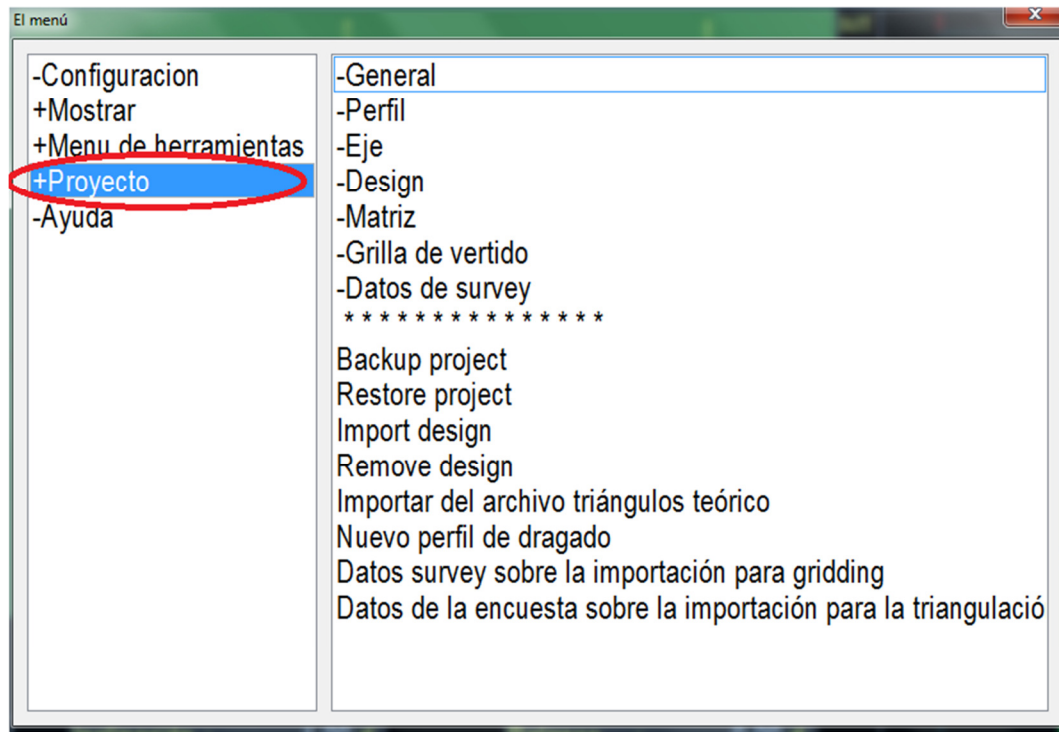 El menú
-Configuracion
+Mostrar
+Menu de herramientas
+Proyecto
-Ayuda
-General
-Perfil
-Eje
-Design
-Matriz
-Grilla de vertido
-Datos de survey
* * * * * * * * * * * * * * *
Backup project
Restore project
Import design
Remove design
Importar del archivo triángulos teórico
Nuevo perfil de dragado
Datos survey sobre la importación para gridding
Datos de la encuesta sobre la importación para la triangulació